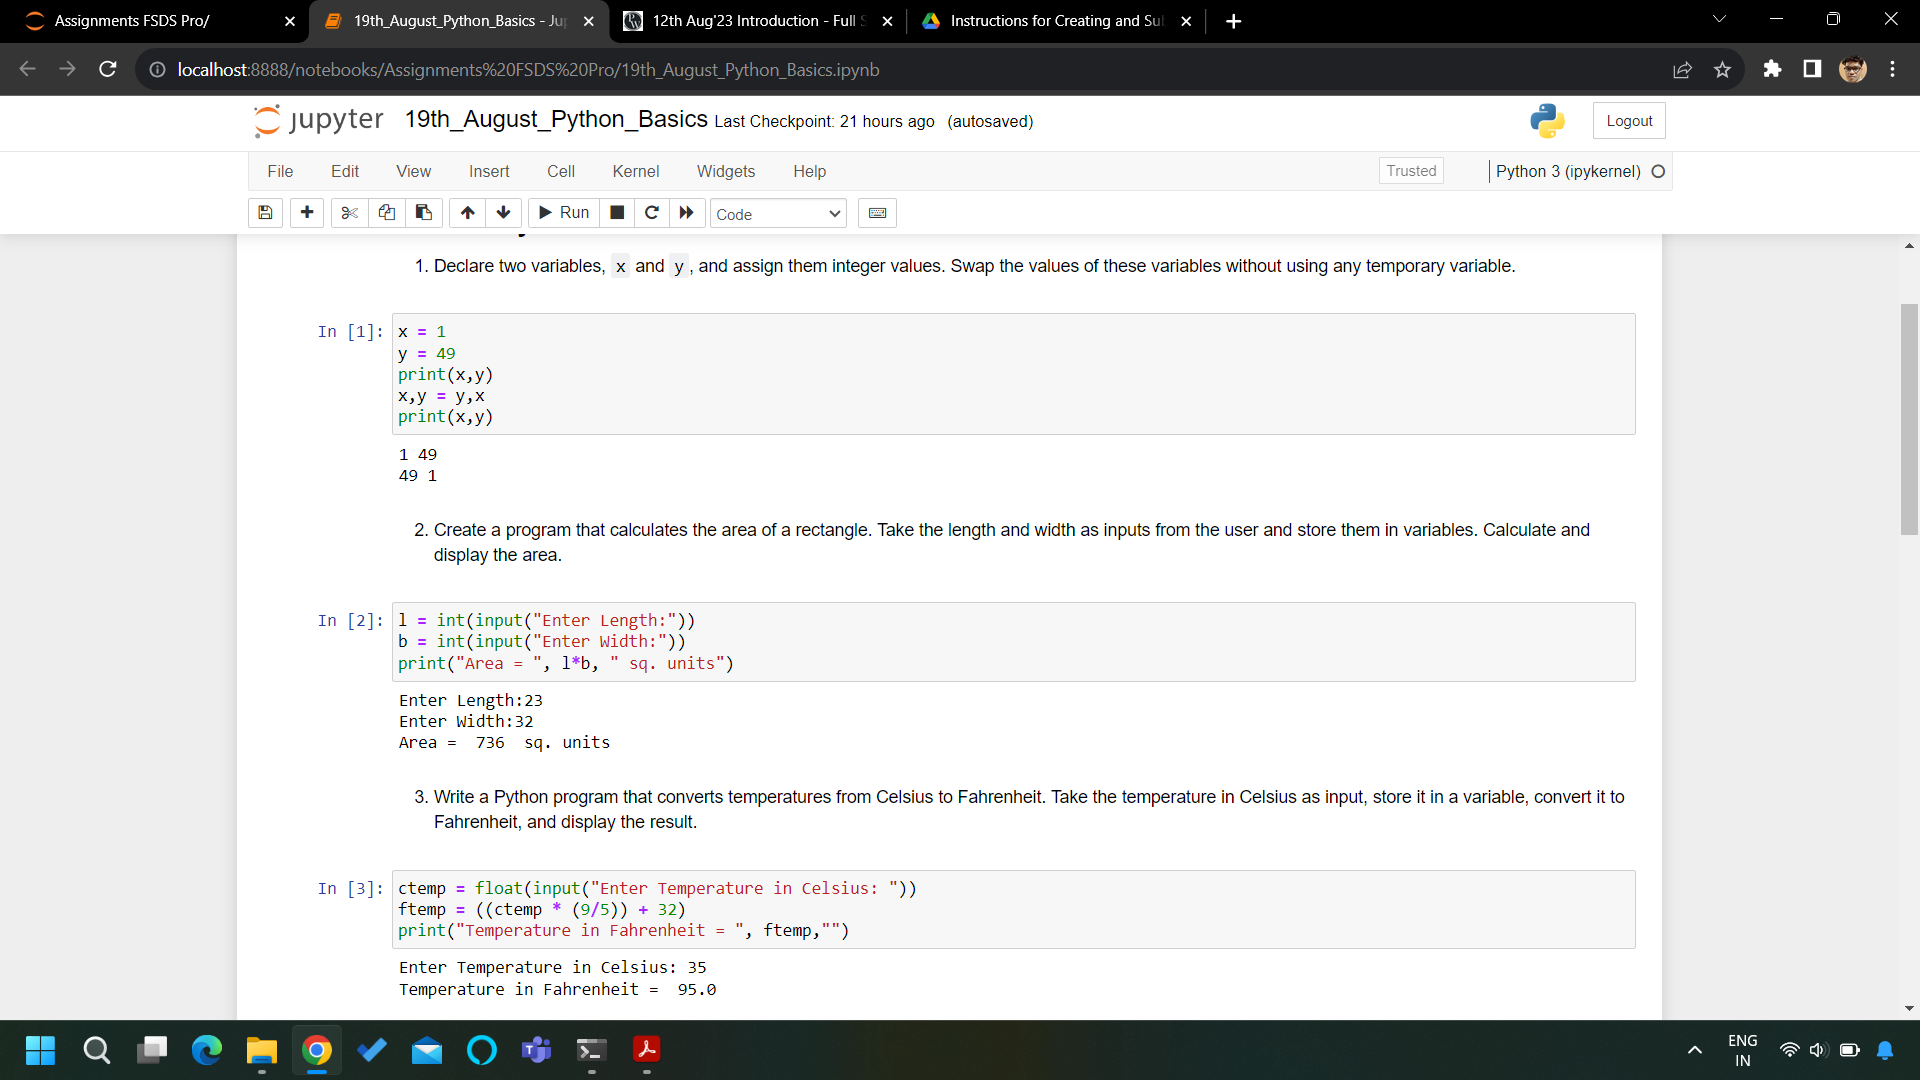 Assignments FSDS Pro/
19th_August_Python_Basics - Ju
12th Aug'23 Introduction - Full S
Instructions for Creating and Su
localhost:8888/notebooks/Assignments%20FSDS%20Pro/19th_August_Python_Basics.ipynb
jupyter 19th_August_Python_Basics Last Checkpoint: 21 hours ago (autosaved)
Logout
File Edit View Insert Cell Kernel Widgets Help
Trusted
Python 3 (ipykernel)
Run
Code
1. Declare two variables, x and y , and assign them integer values. Swap the values of these variables without using any temporary variable.
In [1]: x = 1
y = 49
print(x,y)
x,y = y,x
print(x,y)
1 49
49 1
2. Create a program that calculates the area of a rectangle. Take the length and width as inputs from the user and store them in variables. Calculate and
display the area.
In [2]: l = int(input("Enter Length:"))
b = int(input("Enter Width:"))
print("Area = ", l*b, " sq. units")
Enter Length:23
Enter Width:32
Area =  736  sq. units
3. Write a Python program that converts temperatures from Celsius to Fahrenheit. Take the temperature in Celsius as input, store it in a variable, convert it to
Fahrenheit, and display the result.
In [3]: ctemp = float(input("Enter Temperature in Celsius: "))
ftemp = ((ctemp * (9/5)) + 32)
print("Temperature in Fahrenheit = ", ftemp,"")
Enter Temperature in Celsius: 35
Temperature in Fahrenheit =  95.0
ENG
IN